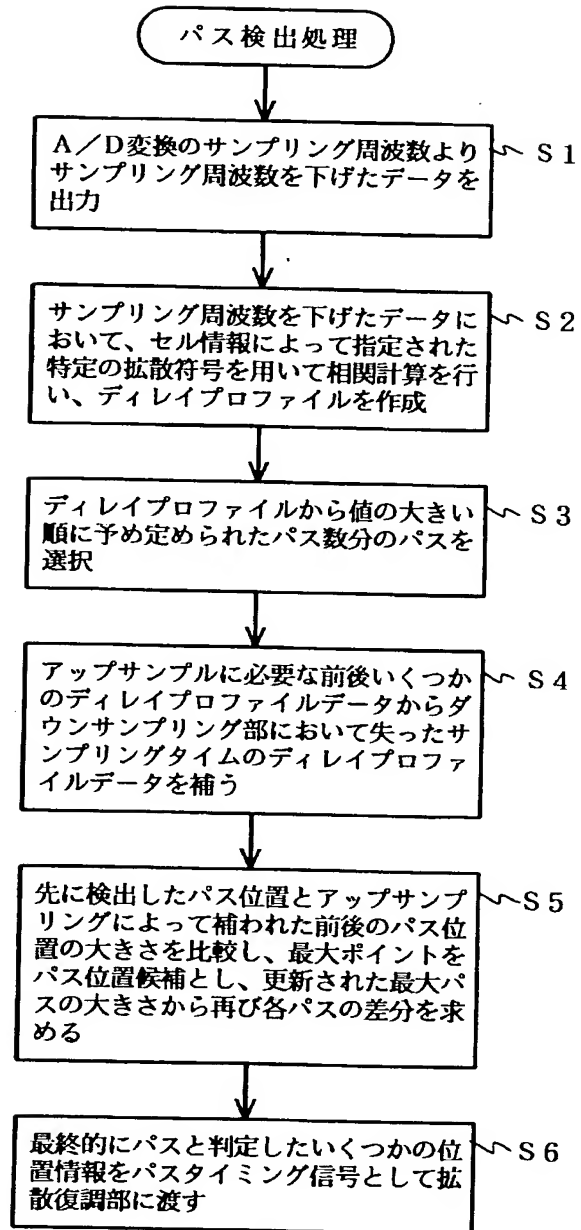 パス検出処理
A／D変換のサンプリング周波数より
サンプリング周波数を下げたデータを
出力
S1
サンプリング周波数を下げたデータに
おいて、セル情報によって指定された
特定の拡散符号を用いて相関計算を行
い、ディレイプロファイルを作成
S2
ディレイプロファイルから値の大きい
順に予め定められたパス数分のパスを
選択
S3
アップサンプルに必要な前後いくつか
のディレイプロファイルデータからダ
ウンサンプリング部において失ったサ
ンプリングタイムのディレイプロファ
イルデータを補う
S4
先に検出したパス位置とアップサンプ
リングによって補われた前後のパス位
置の大きさを比較し、最大ポイントを
パス位置候補とし、更新された最大パ
スの大きさから再び各パスの差分を求
める
S5
最終的にパスと判定したいくつかの位
置情報をパスタイミング信号として拡
散復調部に渡す
S6